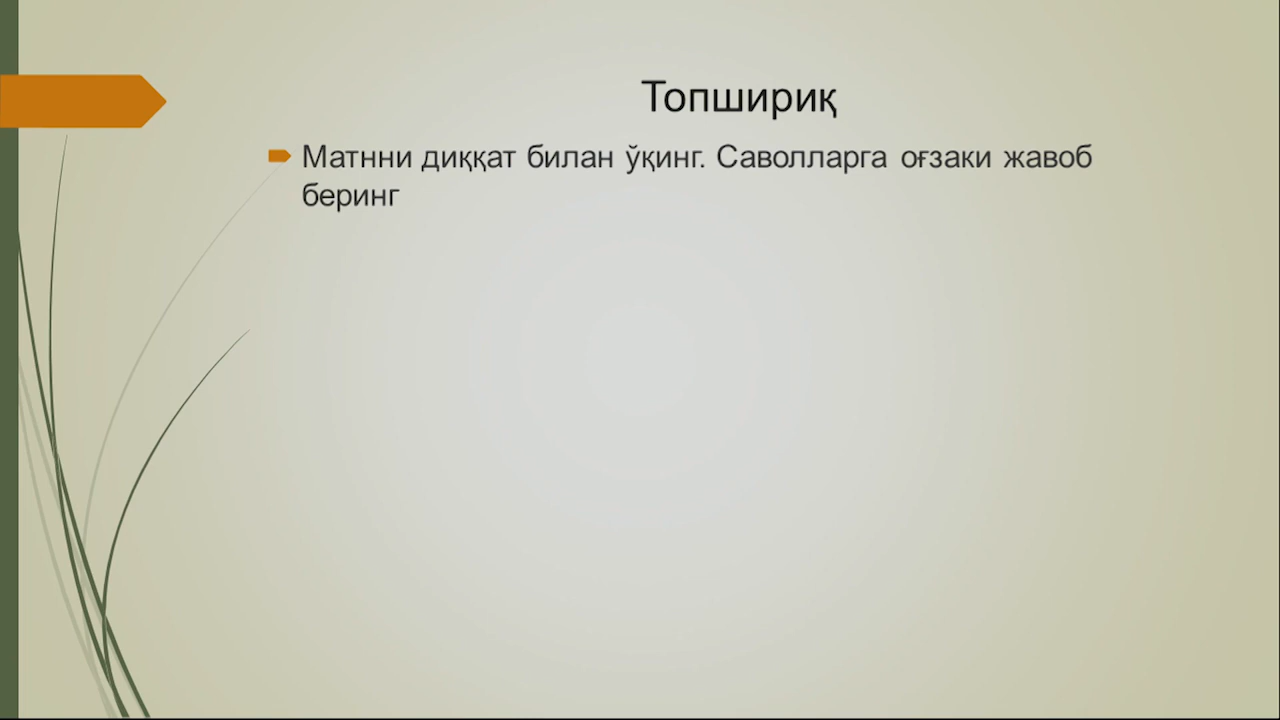 Топшириқ
Матнни диққат билан ўқинг. Саволларга оғзаки жавоб
беринг